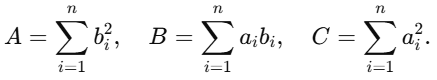 $A = \sum_{i=1}^{n} b_i^2, \quad B = \sum_{i=1}^{n} a_i b_i, \quad C = \sum_{i=1}^{n} a_i^2.$